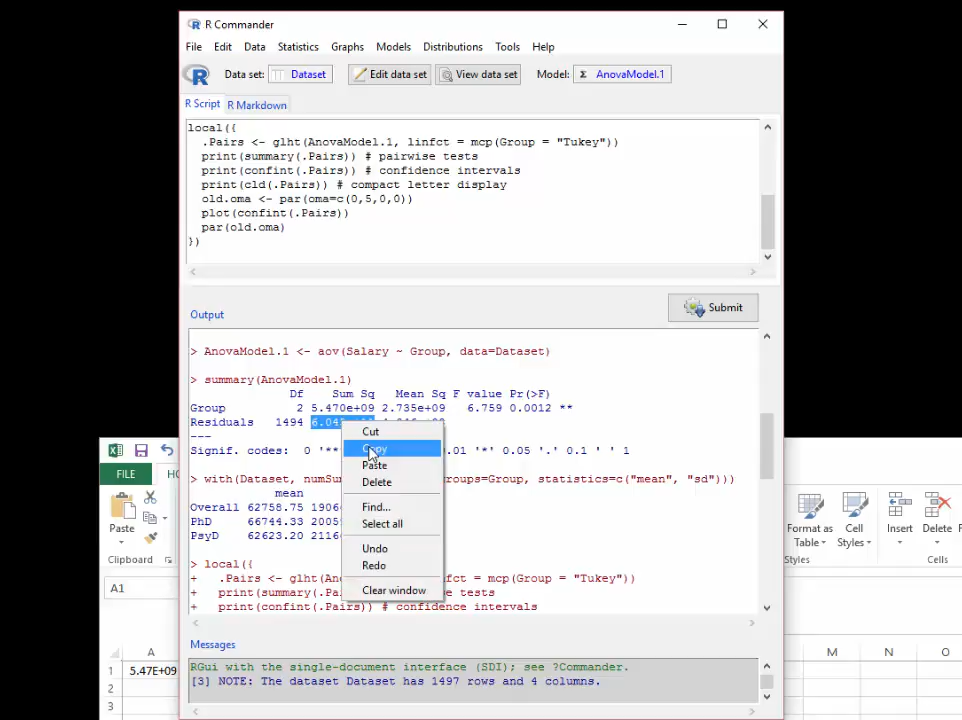 R Commander
File Edit Data Statistics Graphs Models Distributions Tools Help
Data set: Dataset Edit data set View data set Model: Σ AnovaModel.1
R Script R Markdown
local({
.Pairs <- glht(AnovaModel.1, linfct = mcp(Group = "Tukey"))
print(summary(.Pairs)) # pairwise tests
print(confint(.Pairs)) # confidence intervals
print(cld(.Pairs)) # compact letter display
old.oma <- par(oma=c(0,5,0,0))
plot(confint(.Pairs))
par(old.oma)
})
Submit
Output
> AnovaModel.1 <- aov(Salary ~ Group, data=Dataset)
> summary(AnovaModel.1)
Df Sum Sq Mean Sq F value Pr(>F)
Group 2 5.470e+09 2.735e+09 6.759 0.0012 **
Residuals 1494
---
Signif. codes: 0 '** .01 '*' 0.05 '.' 0.1 ' ' 1
> with(Dataset, numSu roups=Group, statistics=c("mean", "sd")))
mean
Overall 62758.75 1906
PhD 66744.33 2005
PsyD 62623.20 2116
> local({
+ .Pairs <- glht(An nfct = mcp(Group = "Tukey"))
+ print(summary(.Pa se tests
+ print(confint(.Pairs)) # confidence intervals
Cut
Copy
Paste
Delete
Find...
Select all
Undo
Redo
Clear window
Messages
RGui with the single-document interface (SDI); see ?Commander.
[3] NOTE: The dataset Dataset has 1497 rows and 4 columns.
FILE HO
Paste
Clipboard
Format as Table
Cell Styles
Insert
Delete
Styles
Cells
A1
A M N O
1 5.47E+09
2
3